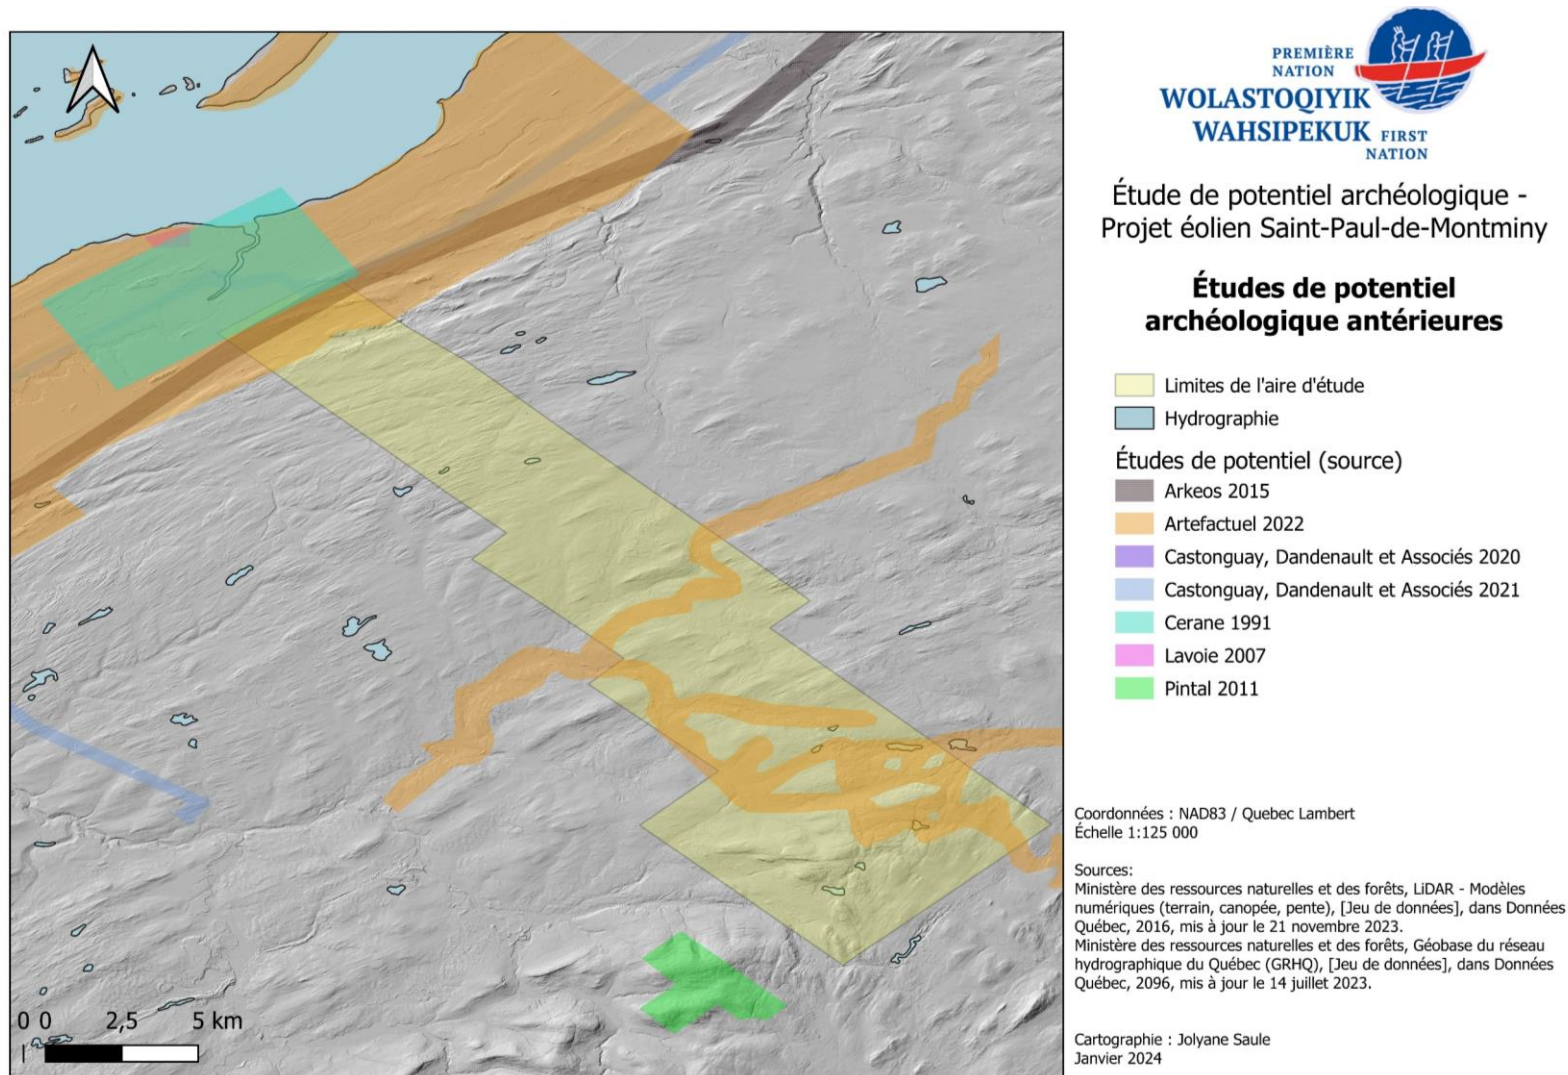 PREMIÈRE
NATION
WOLASTOQIYIK
WAHSIPEKUK FIRST
NATION
Étude de potentiel archéologique -
Projet éolien Saint-Paul-de-Montminy
Études de potentiel
archéologique antérieures
Limites de l'aire d'étude
Hydrographie
Études de potentiel (source)
Arkeos 2015
Artefactuel 2022
Castonguay, Dandenault et Associés 2020
Castonguay, Dandenault et Associés 2021
Cerane 1991
Lavoie 2007
Pintal 2011
Coordonnées : NAD83 / Quebec Lambert
Échelle 1:125 000
Sources:
Ministère des ressources naturelles et des forêts, LiDAR - Modèles
numériques (terrain, canopée, pente), [Jeu de données], dans Données
Québec, 2016, mis à jour le 21 novembre 2023.
Ministère des ressources naturelles et des forêts, Géobase du réseau
hydrographique du Québec (GRHQ), [Jeu de données], dans Données
Québec, 2096, mis à jour le 14 juillet 2023.
Cartographie : Jolyane Saule
Janvier 2024
0 0 2,5 5 km